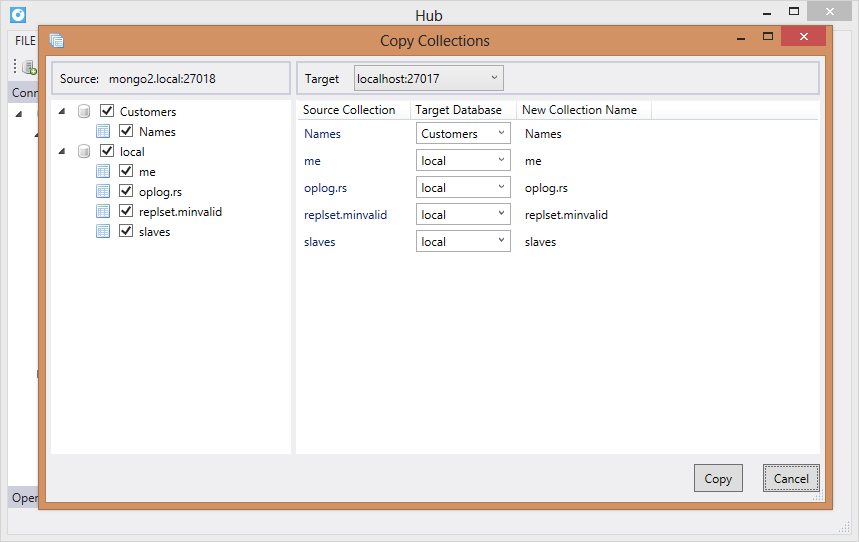 Hub
FILE
Copy Collections
Source: mongo2.local:27018
Target localhost:27017
Customers
Names
local
me
oplog.rs
replset.minvalid
slaves
Source Collection Target Database New Collection Name
Names Customers Names
me local me
oplog.rs local oplog.rs
replset.minvalid local replset.minvalid
slaves local slaves
Copy Cancel